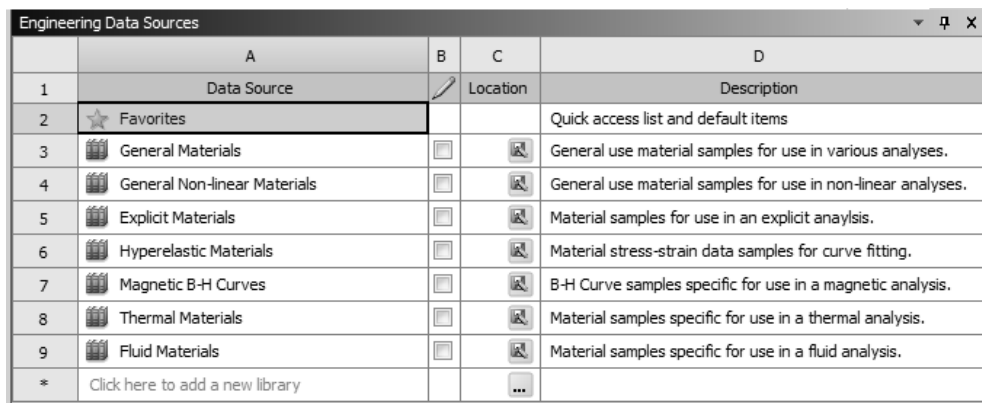 Engineering Data Sources
A B C D
1 Data Source Location Description
2 Favorites Quick access list and default items
3 General Materials General use material samples for use in various analyses.
4 General Non-linear Materials General use material samples for use in non-linear analyses.
5 Explicit Materials Material samples for use in an explicit anaylsis.
6 Hyperelastic Materials Material stress-strain data samples for curve fitting.
7 Magnetic B-H Curves B-H Curve samples specific for use in a magnetic analysis.
8 Thermal Materials Material samples specific for use in a thermal analysis.
9 Fluid Materials Material samples specific for use in a fluid analysis.
* Click here to add a new library ...